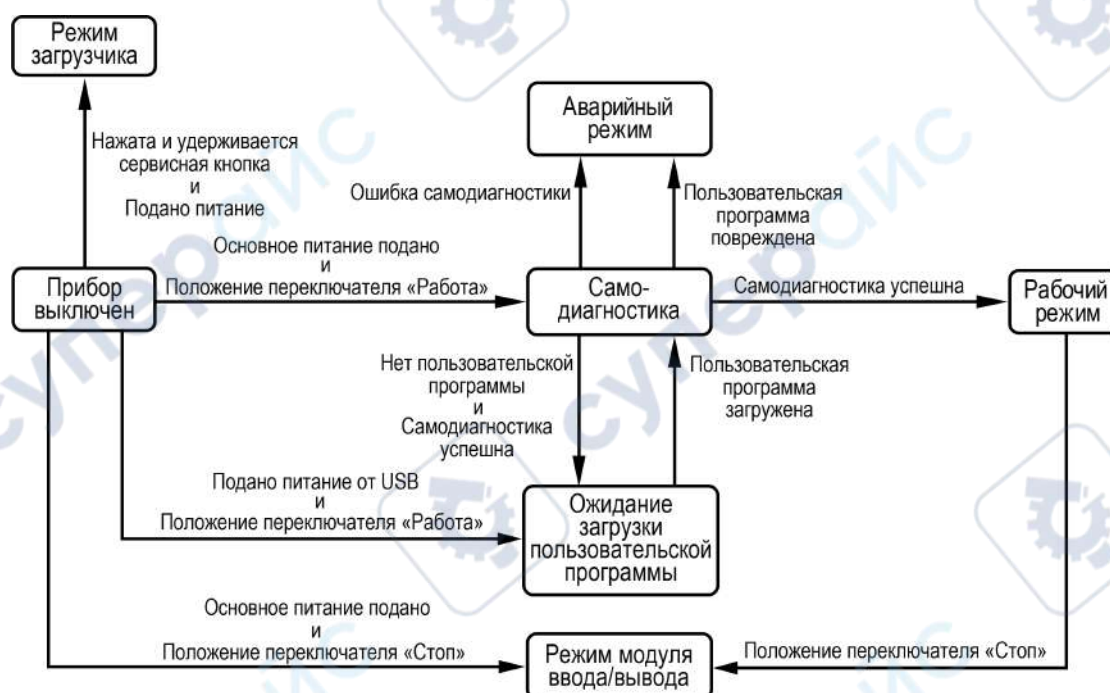 Режим
загрузчика
Нажата и удерживается
сервисная кнопка
и
Подано питание
Аварийный
режим
Ошибка самодиагностики
Пользовательская
программа
повреждена
Основное питание подано
и
Положение переключателя «Работа»
Прибор
выключен
Само-
диагностика
Самодиагностика успешна
Рабочий
режим
Нет пользовательской
программы
и
Самодиагностика
успешна
Пользовательская
программа
загружена
Подано питание от USB
и
Положение переключателя «Работа»
Ожидание
загрузки
пользовательской
программы
Основное питание подано
и
Положение переключателя «Стоп»
Режим модуля
ввода/вывода
Положение переключателя «Стоп»
суперайс